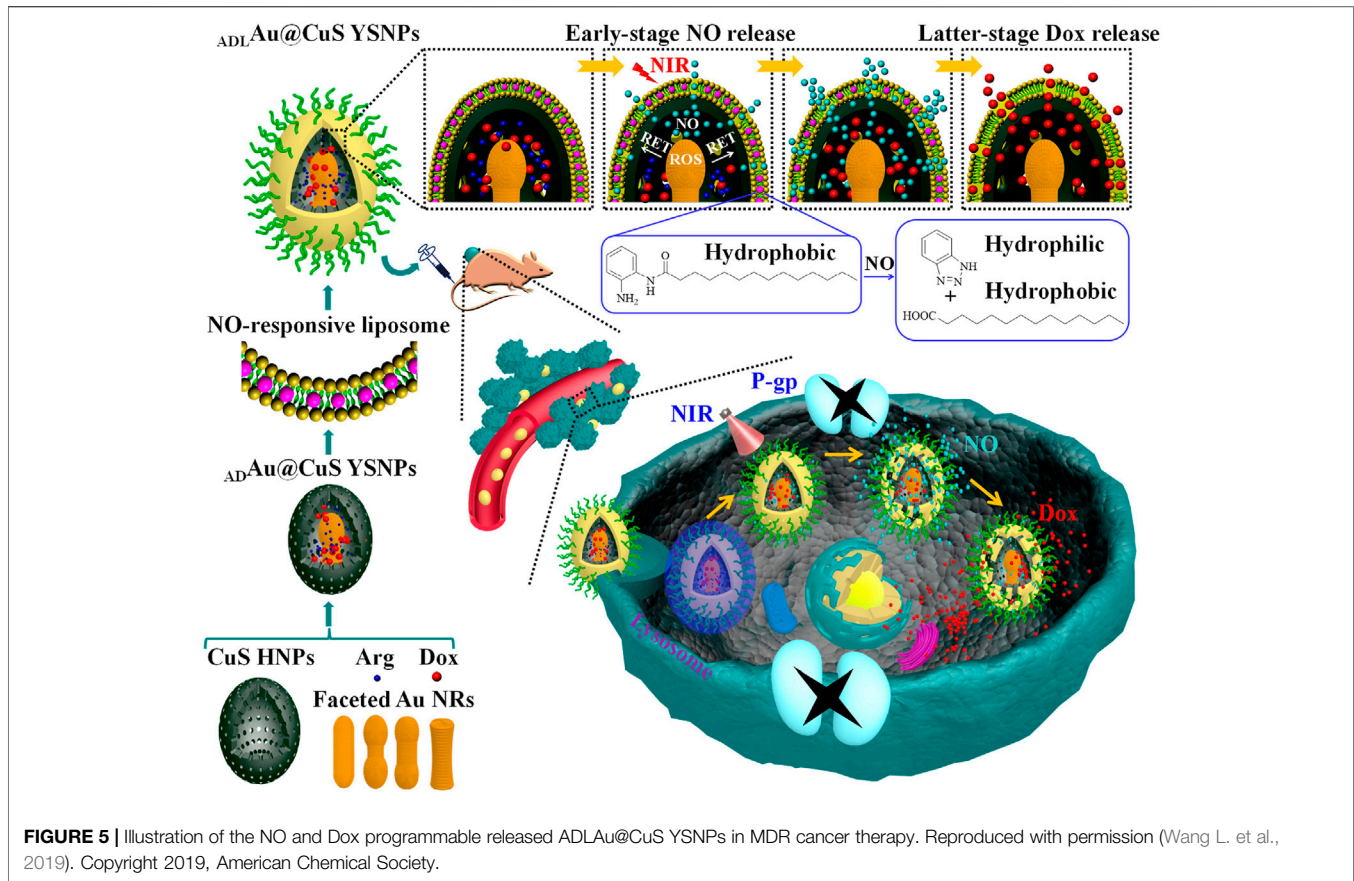 ADLAu@CuS YSNPs
Early-stage NO release
Latter-stage Dox release
NIR
NO
RET
RET
ROS
Hydrophobic
O
N
H
NH2
NO
Hydrophilic
NH
N=N
+
Hydrophobic
HOOC
NO-responsive liposome
ADAu@CuS YSNPs
CuS HNPs
Arg
Dox
Faceted Au NRs
P-gp
NIR
NO
Dox
Lysosome
FIGURE 5 | Illustration of the NO and Dox programmable released ADLAu@CuS YSNPs in MDR cancer therapy. Reproduced with permission (Wang L. et al.,
2019). Copyright 2019, American Chemical Society.